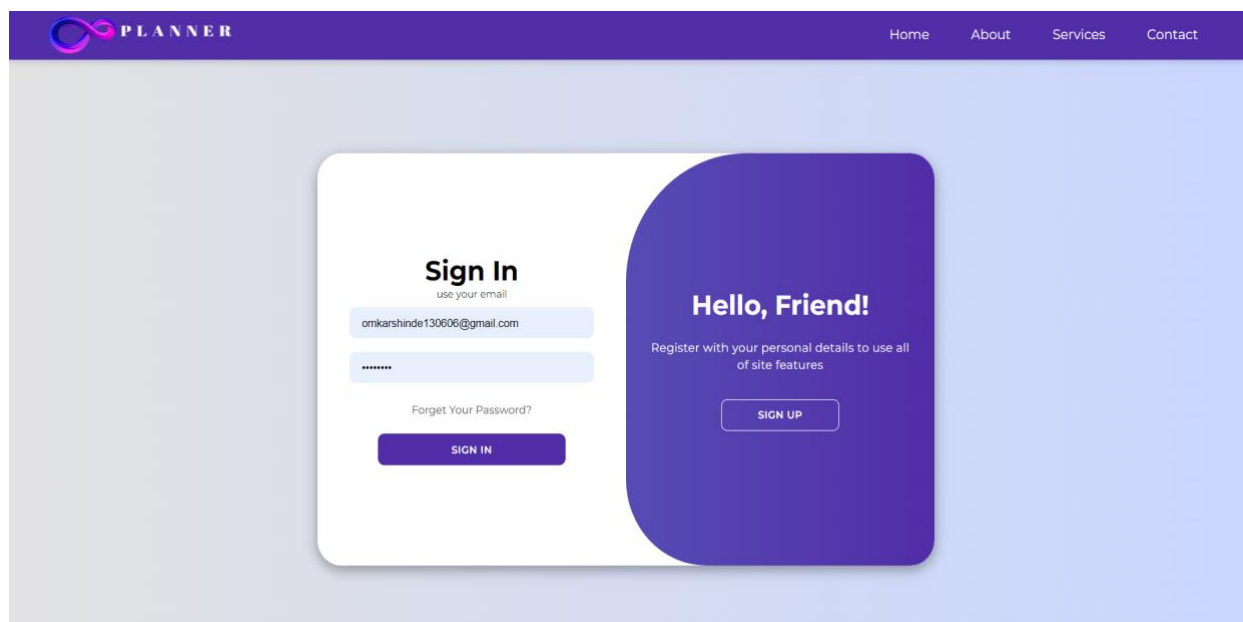 PLANNER
Home About Services Contact
Sign In
use your email
omkarshinde130606@gmail.com
••••••••
Forget Your Password?
SIGN IN
Hello, Friend!
Register with your personal details to use all
of site features
SIGN UP